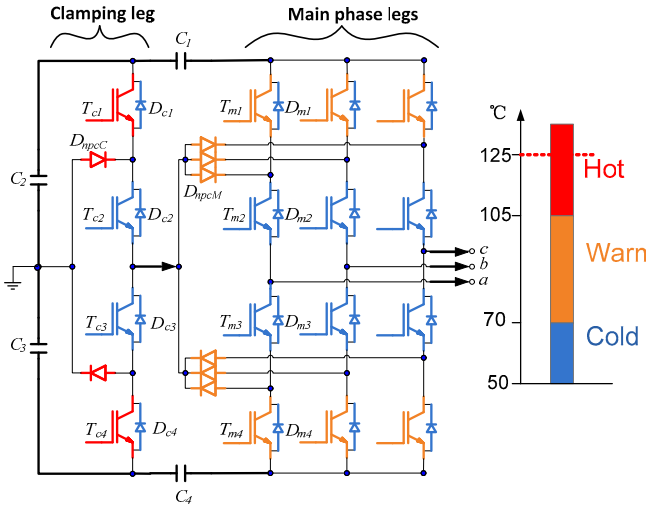 Clamping leg
Main phase legs
C1
Tc1
Dc1
Tm1
Dm1
DnpcC
DnpcM
C2
Tc2
Dc2
Tm2
Dm2
c
b
a
C3
Tc3
Dc3
Tm3
Dm3
Tc4
Dc4
Tm4
Dm4
C4
℃
125
Hot
105
Warm
70
Cold
50